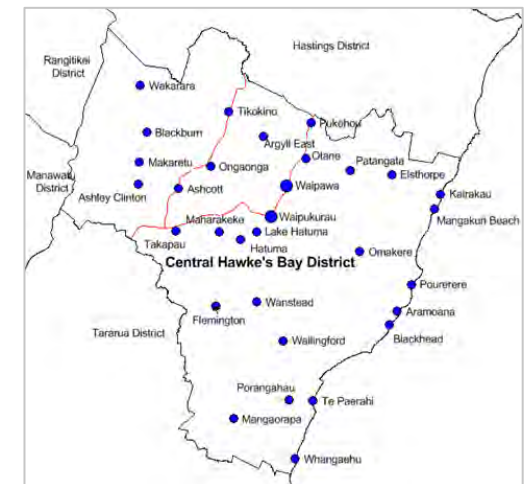 Hastings District
Rangitikei
District
Wakarara
Tikokino
Pukehou
Blackburn
Argyll East
Otane
Makaretu
Ongaonga
Patangata
Elsthorpe
Manawatu
District
Ashley Clinton
Ashcott
Waipawa
Kairakau
Mangakuri Beach
Maharakeke
Waipukurau
Takapau
Lake Hatuma
Hatuma
Omakere
Central Hawke's Bay District
Pourerere
Wanstead
Aramoana
Flemington
Tararua District
Blackhead
Wallingford
Porangahau
Te Paerahi
Mangaorapa
Whangaehu